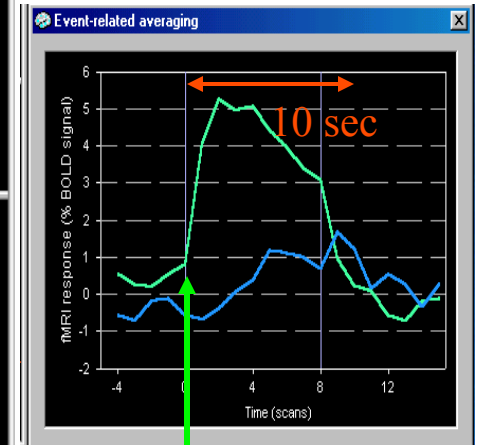 Event-related averaging
X
6
5
4
3
2
1
0
-1
-2
fMRI response (% BOLD signal)
10 sec
-4
0
4
8
12
Time (scans)